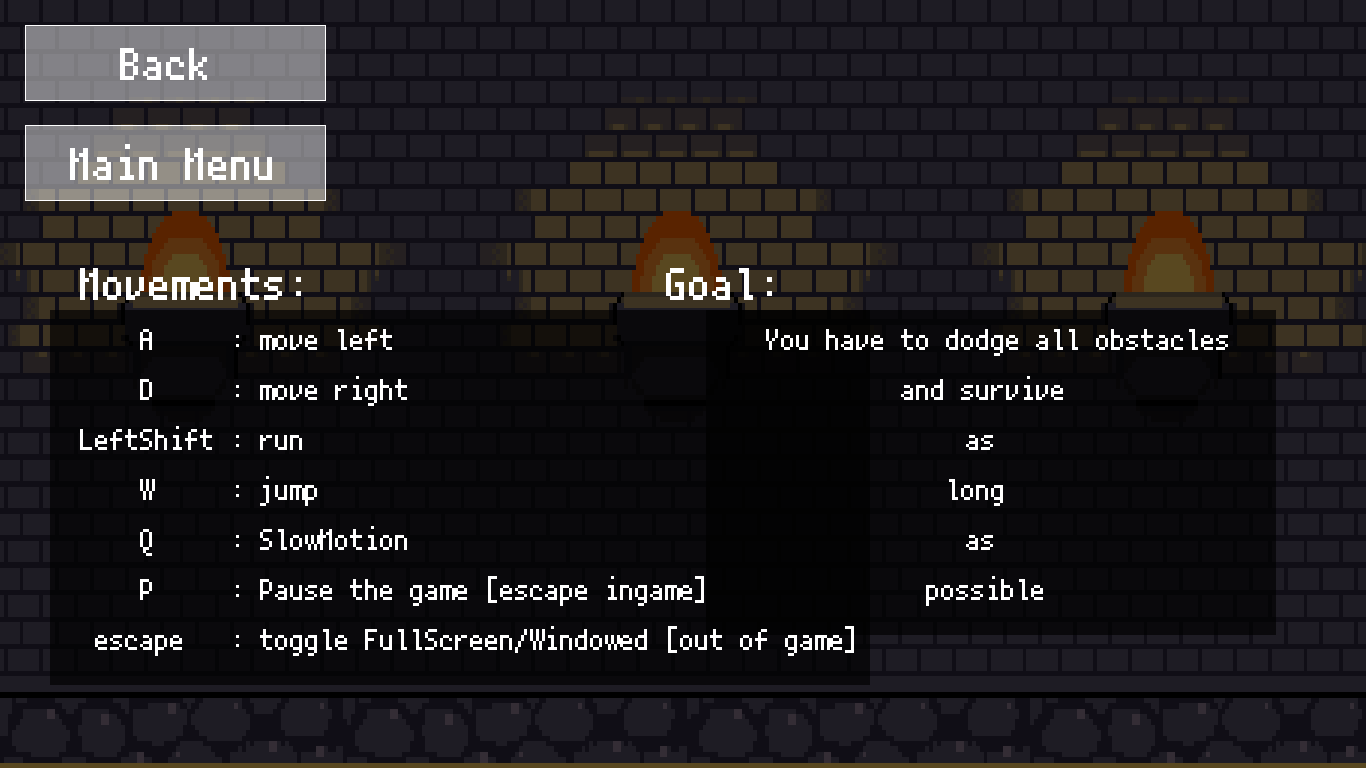 Back
Main Menu
Movements:
A : move left
D : move right
LeftShift : run
W : jump
Q : SlowMotion
P : Pause the game [escape ingame]
escape : toggle FullScreen/Windowed [out of game]
Goal:
You have to dodge all obstacles
and survive
as
long
as
possible